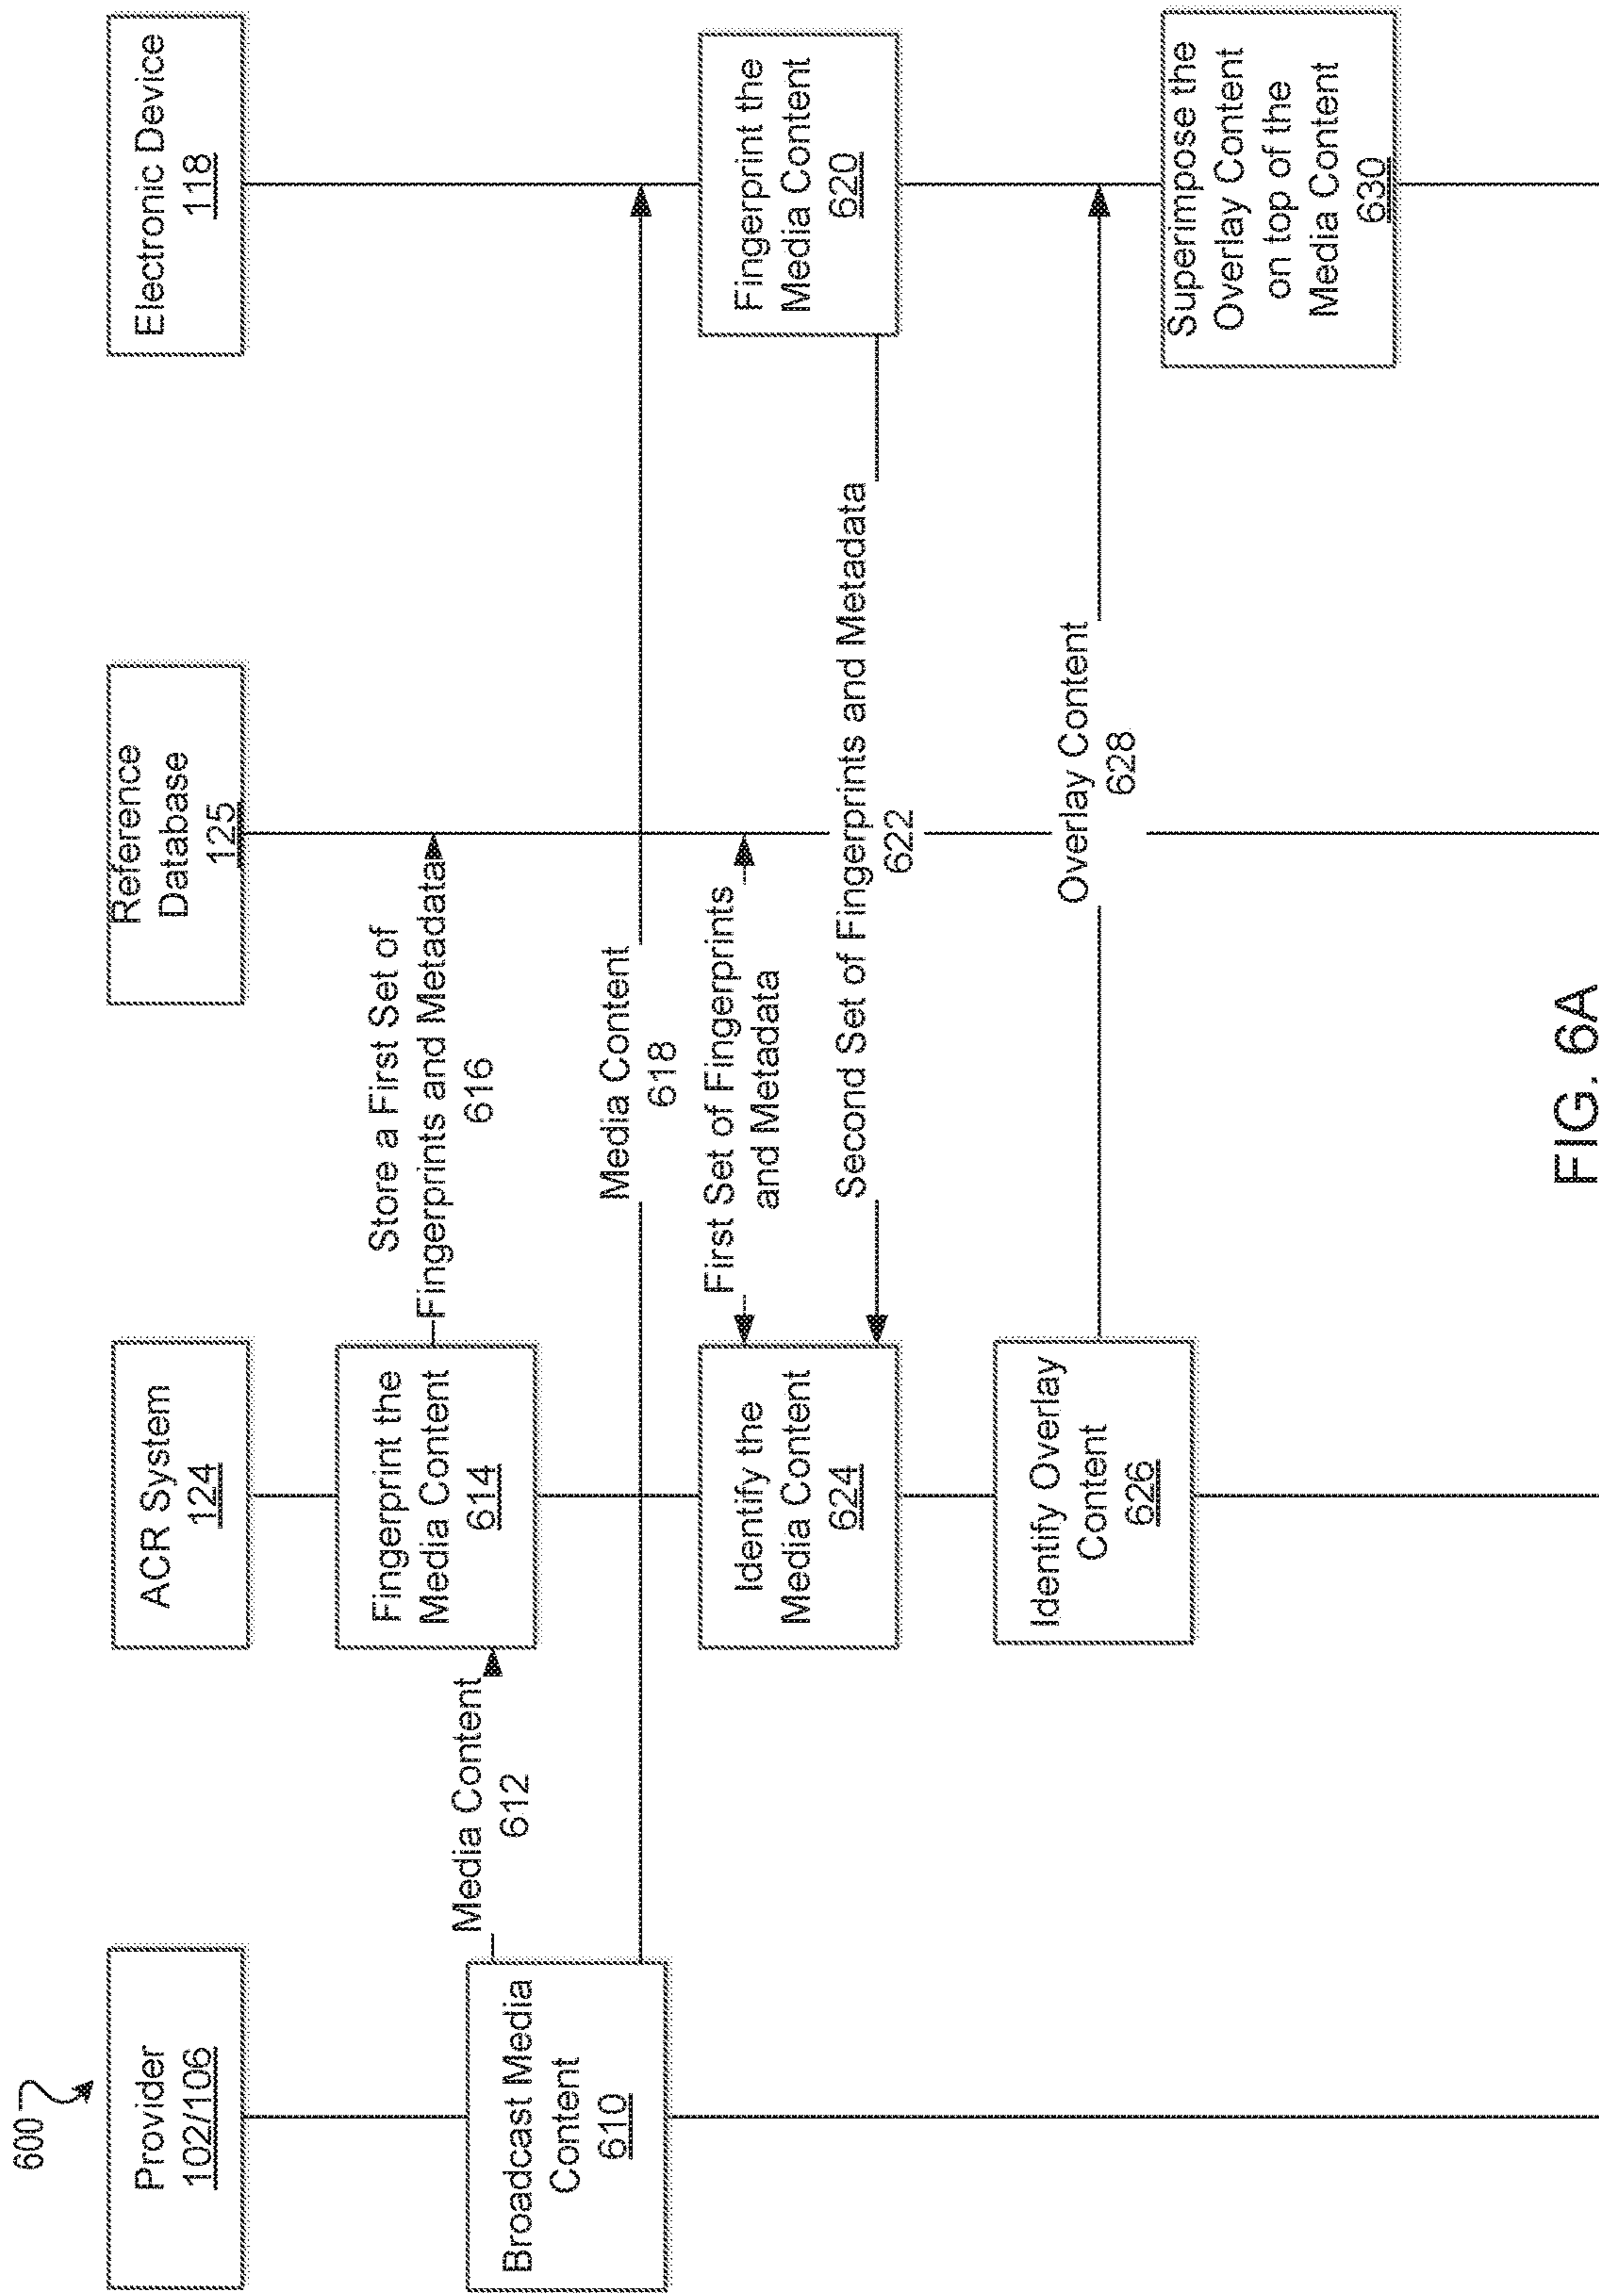 600
Provider
102/106
ACR System
124
Reference
Database
125
Electronic Device
118
Broadcast Media
Content
610
Media Content
612
Fingerprint the
Media Content
614
Store a First Set of
Fingerprints and Metadata
616
Media Content
618
Fingerprint the
Media Content
620
First Set of Fingerprints
and Metadata
Second Set of Fingerprints and Metadata
622
Identify the
Media Content
624
Identify Overlay
Content
626
Overlay Content
628
Superimpose the
Overlay Content
on top of the
Media Content
630
FIG. 6A